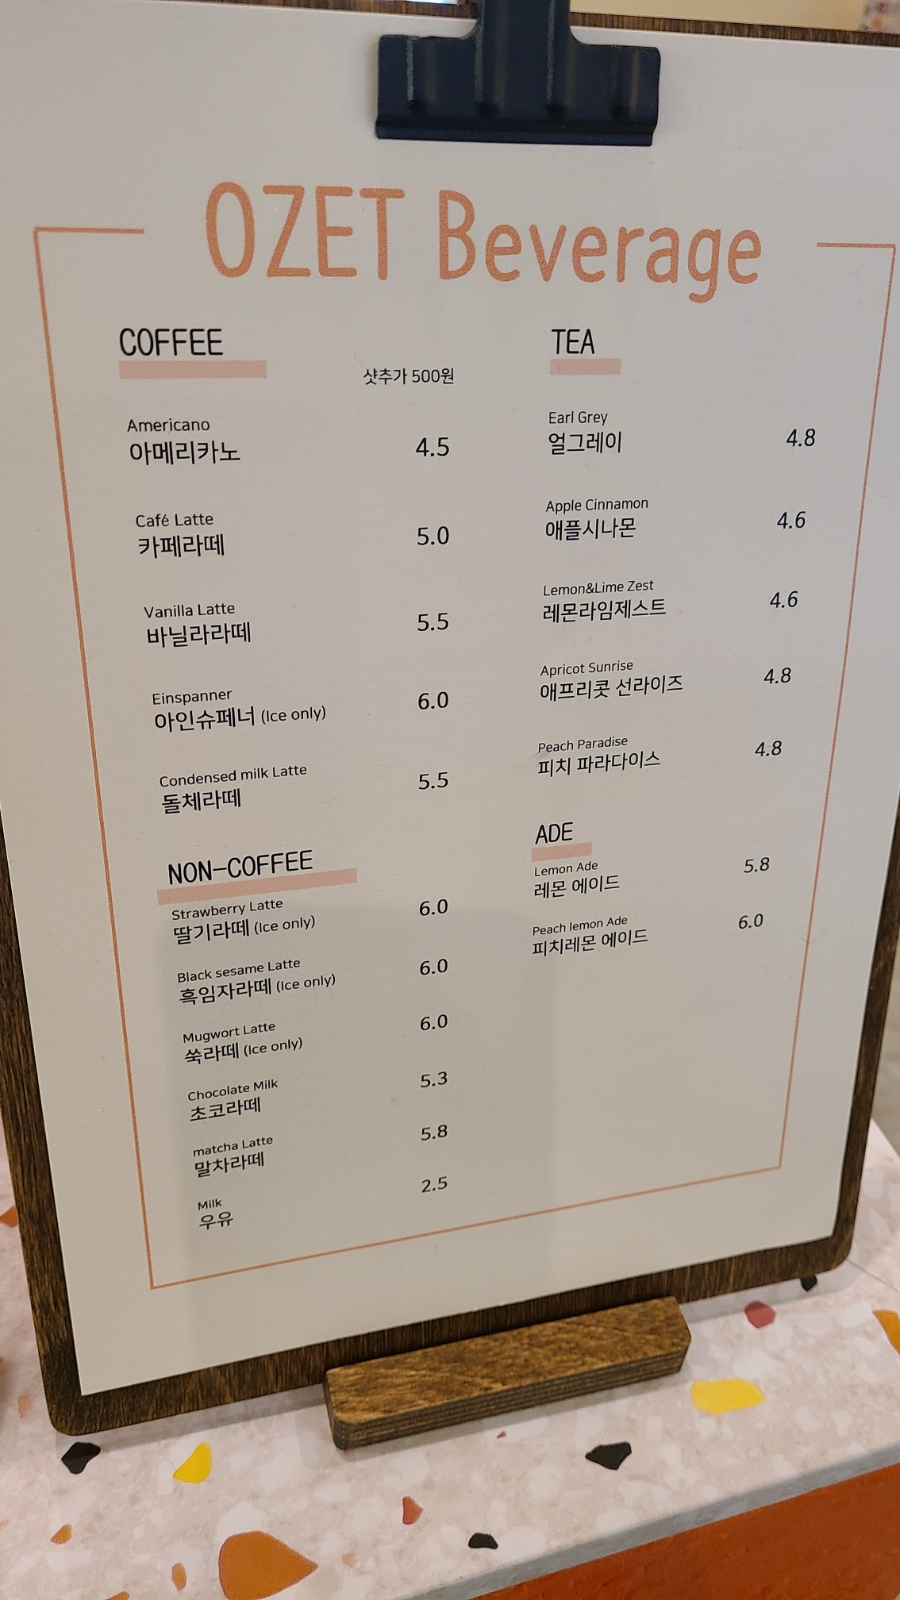 OZET Beverage
COFFEE
샷추가 500원
Americano
아메리카노 4.5
Café Latte
카페라떼 5.0
Vanilla Latte
바닐라라떼 5.5
Einspanner
아인슈페너 (Ice only) 6.0
Condensed milk Latte
돌체라떼 5.5
NON-COFFEE
Strawberry Latte
딸기라떼 (Ice only) 6.0
Black sesame Latte
흑임자라떼 (Ice only) 6.0
Mugwort Latte
쑥라떼 (Ice only) 6.0
Chocolate Milk
초코라떼 5.3
matcha Latte
말차라떼 5.8
Milk
우유 2.5
TEA
Earl Grey
얼그레이 4.8
Apple Cinnamon
애플시나몬 4.6
Lemon&Lime Zest
레몬라임제스트 4.6
Apricot Sunrise
애프리콧 선라이즈 4.8
Peach Paradise
피치 파라다이스 4.8
ADE
Lemon Ade
레몬 에이드 5.8
Peach lemon Ade
피치레몬 에이드 6.0